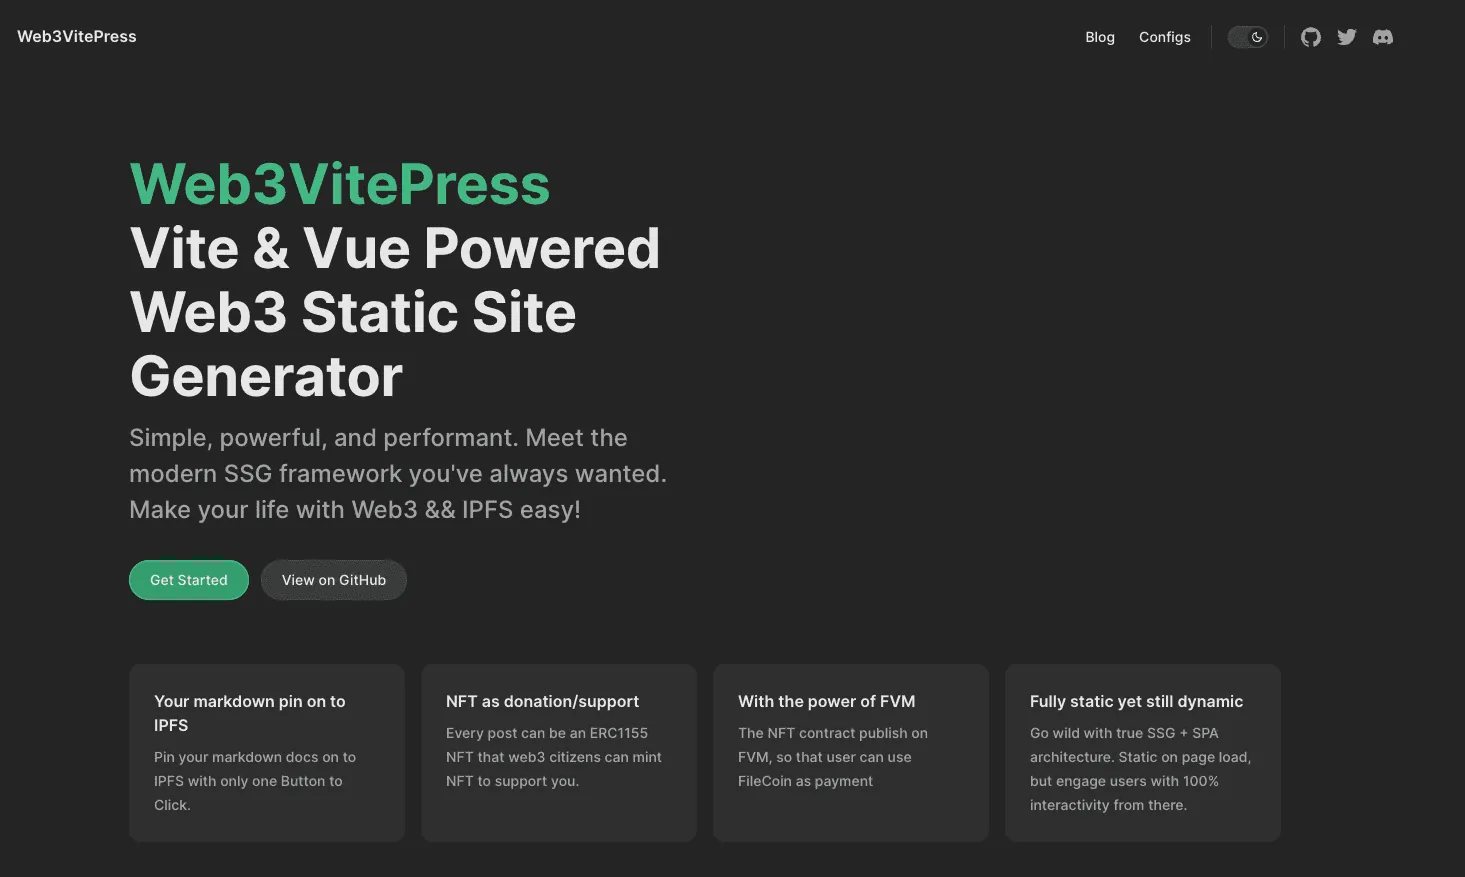 Web3VitePress
Blog
Configs
Web3VitePress
Vite & Vue Powered
Web3 Static Site
Generator
Simple, powerful, and performant. Meet the
modern SSG framework you've always wanted.
Make your life with Web3 && IPFS easy!
Get Started
View on GitHub
Your markdown pin on to
IPFS
Pin your markdown docs on to
IPFS with only one Button to
Click.
NFT as donation/support
Every post can be an ERC1155
NFT that web3 citizens can mint
NFT to support you.
With the power of FVM
The NFT contract publish on
FVM, so that user can use
FileCoin as payment
Fully static yet still dynamic
Go wild with true SSG + SPA
architecture. Static on page load,
but engage users with 100%
interactivity from there.